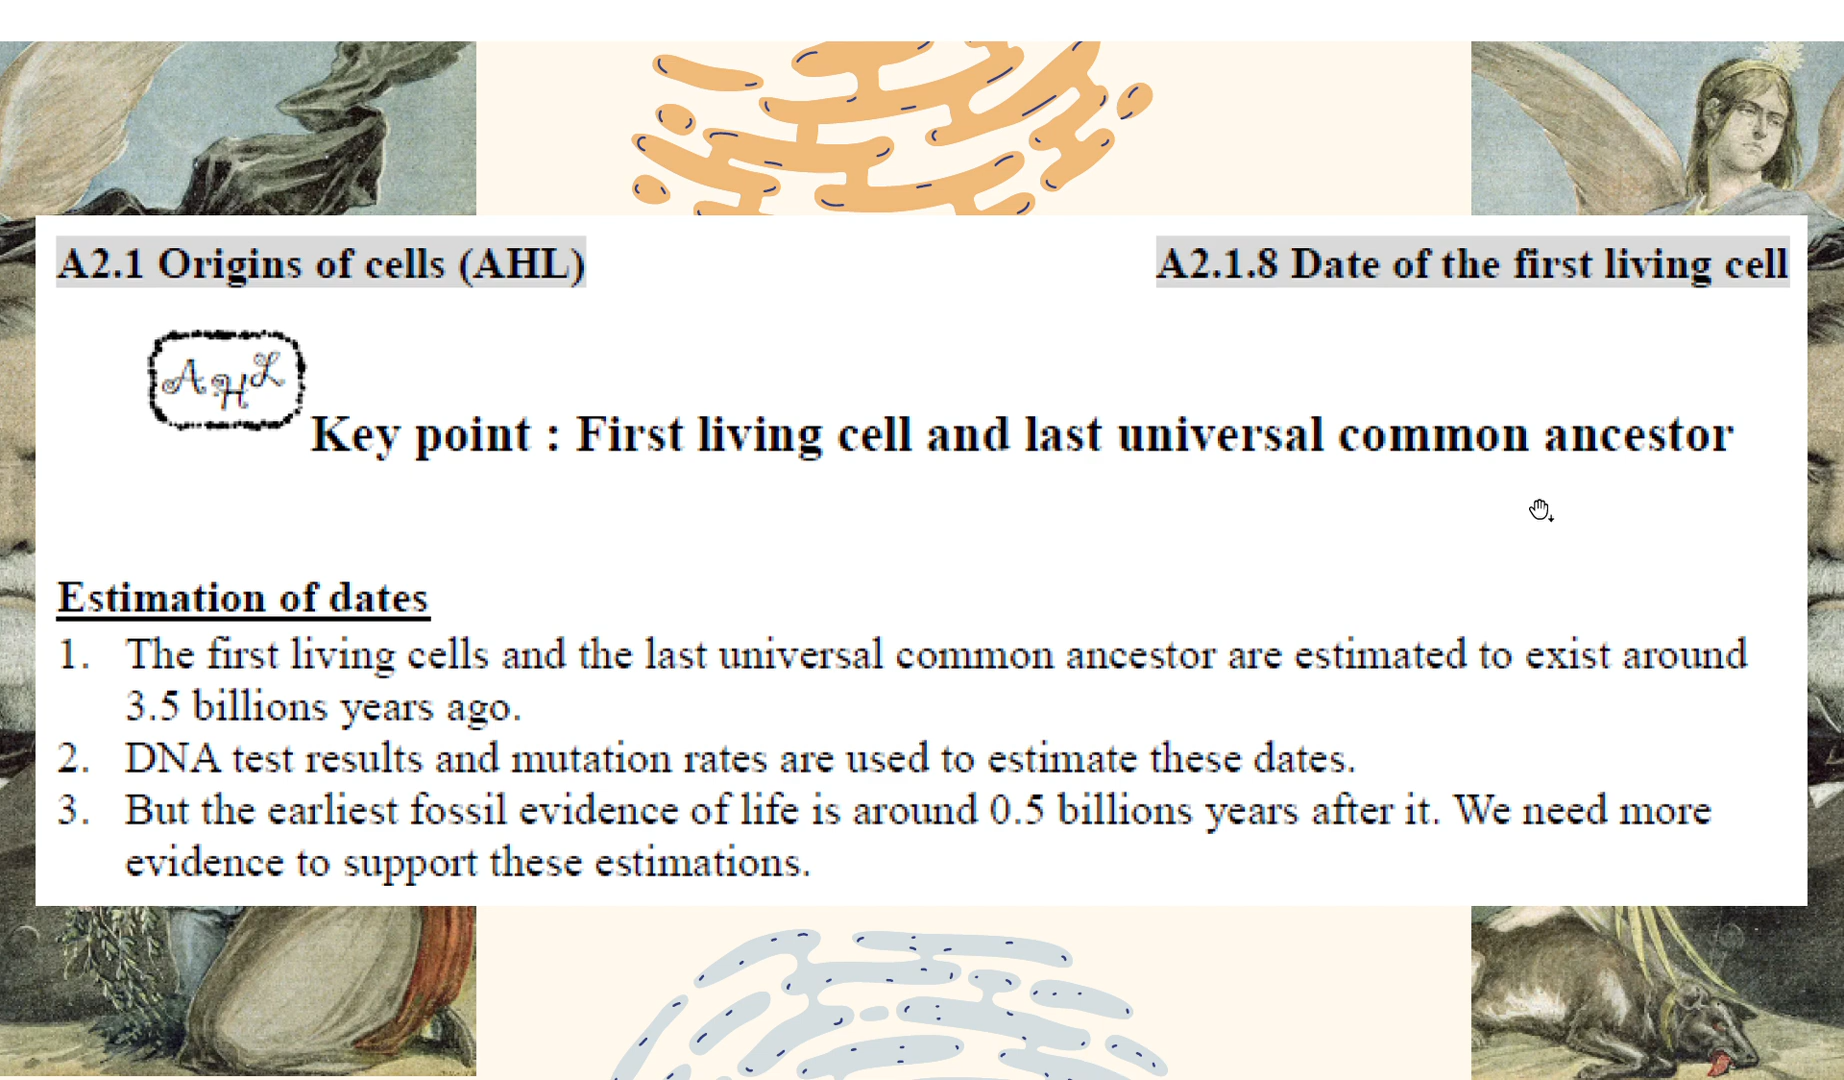 A2.1 Origins of cells (AHL)
A2.1.8 Date of the first living cell
AHL
Key point : First living cell and last universal common ancestor
Estimation of dates
1. The first living cells and the last universal common ancestor are estimated to exist around
3.5 billions years ago.
2. DNA test results and mutation rates are used to estimate these dates.
3. But the earliest fossil evidence of life is around 0.5 billions years after it. We need more
evidence to support these estimations.